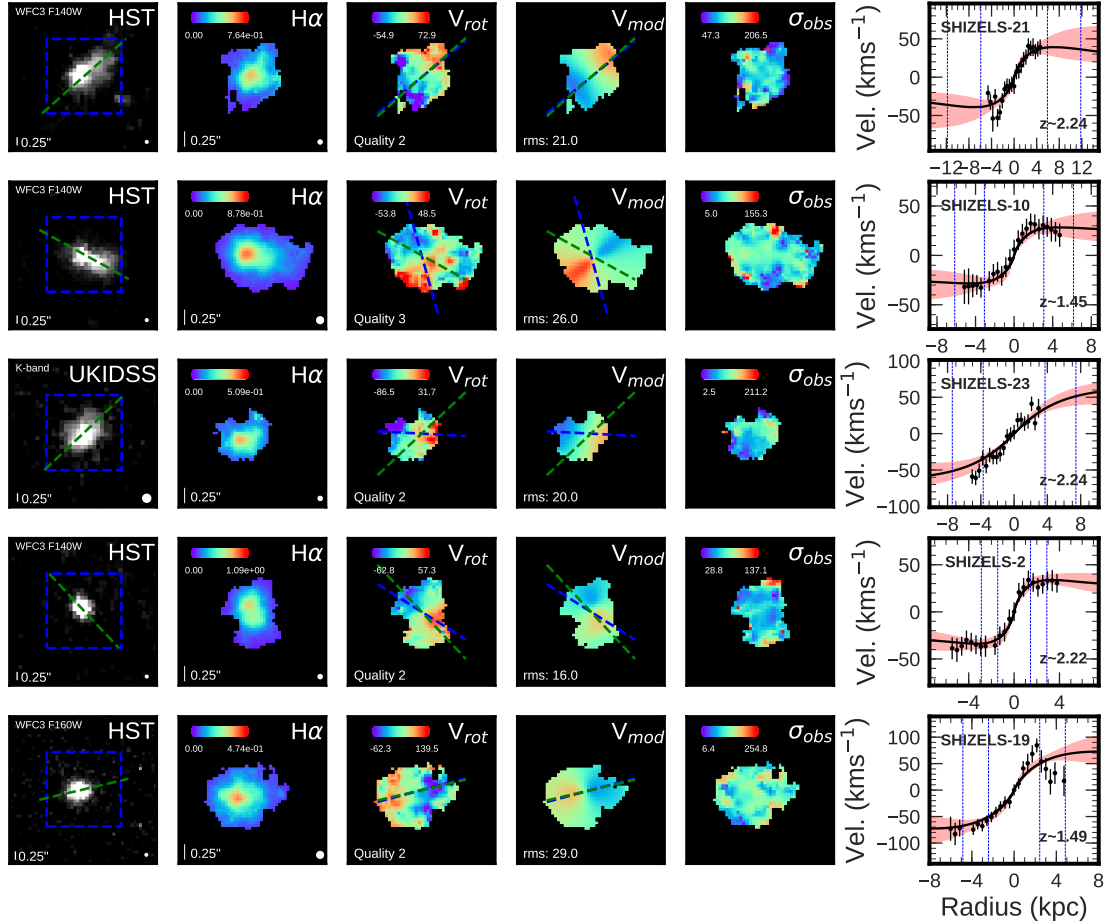 WFC3 F140W HST Hα V_rot V_mod σ_obs SHIZELS-21
0.00 7.64e-01 -54.9 72.9 47.3 206.5
0.25" 0.25" Quality 2 rms: 21.0 z~2.24
50
0
−50
Vel. (kms⁻¹)
−12 −8 −4 0 4 8 12
WFC3 F140W HST Hα V_rot V_mod σ_obs SHIZELS-10
0.00 8.78e-01 -53.8 48.5 5.0 155.3
0.25" 0.25" Quality 3 rms: 26.0 z~1.45
50
0
−50
Vel. (kms⁻¹)
−8 −4 0 4 8
K-band UKIDSS Hα V_rot V_mod σ_obs SHIZELS-23
0.00 5.09e-01 -86.5 31.7 2.5 211.2
0.25" 0.25" Quality 2 rms: 20.0 z~2.24
100
50
0
−50
−100
Vel. (kms⁻¹)
−8 −4 0 4 8
WFC3 F140W HST Hα V_rot V_mod σ_obs SHIZELS-2
0.00 1.09e+00 -62.8 57.3 28.8 137.1
0.25" 0.25" Quality 2 rms: 16.0 z~2.22
50
0
−50
Vel. (kms⁻¹)
−4 0 4
WFC3 F160W HST Hα V_rot V_mod σ_obs SHIZELS-19
0.00 4.74e-01 -62.3 139.5 6.4 254.8
0.25" 0.25" Quality 2 rms: 29.0 z~1.49
100
50
0
−50
−100
Vel. (kms⁻¹)
−8 −4 0 4 8
Radius (kpc)